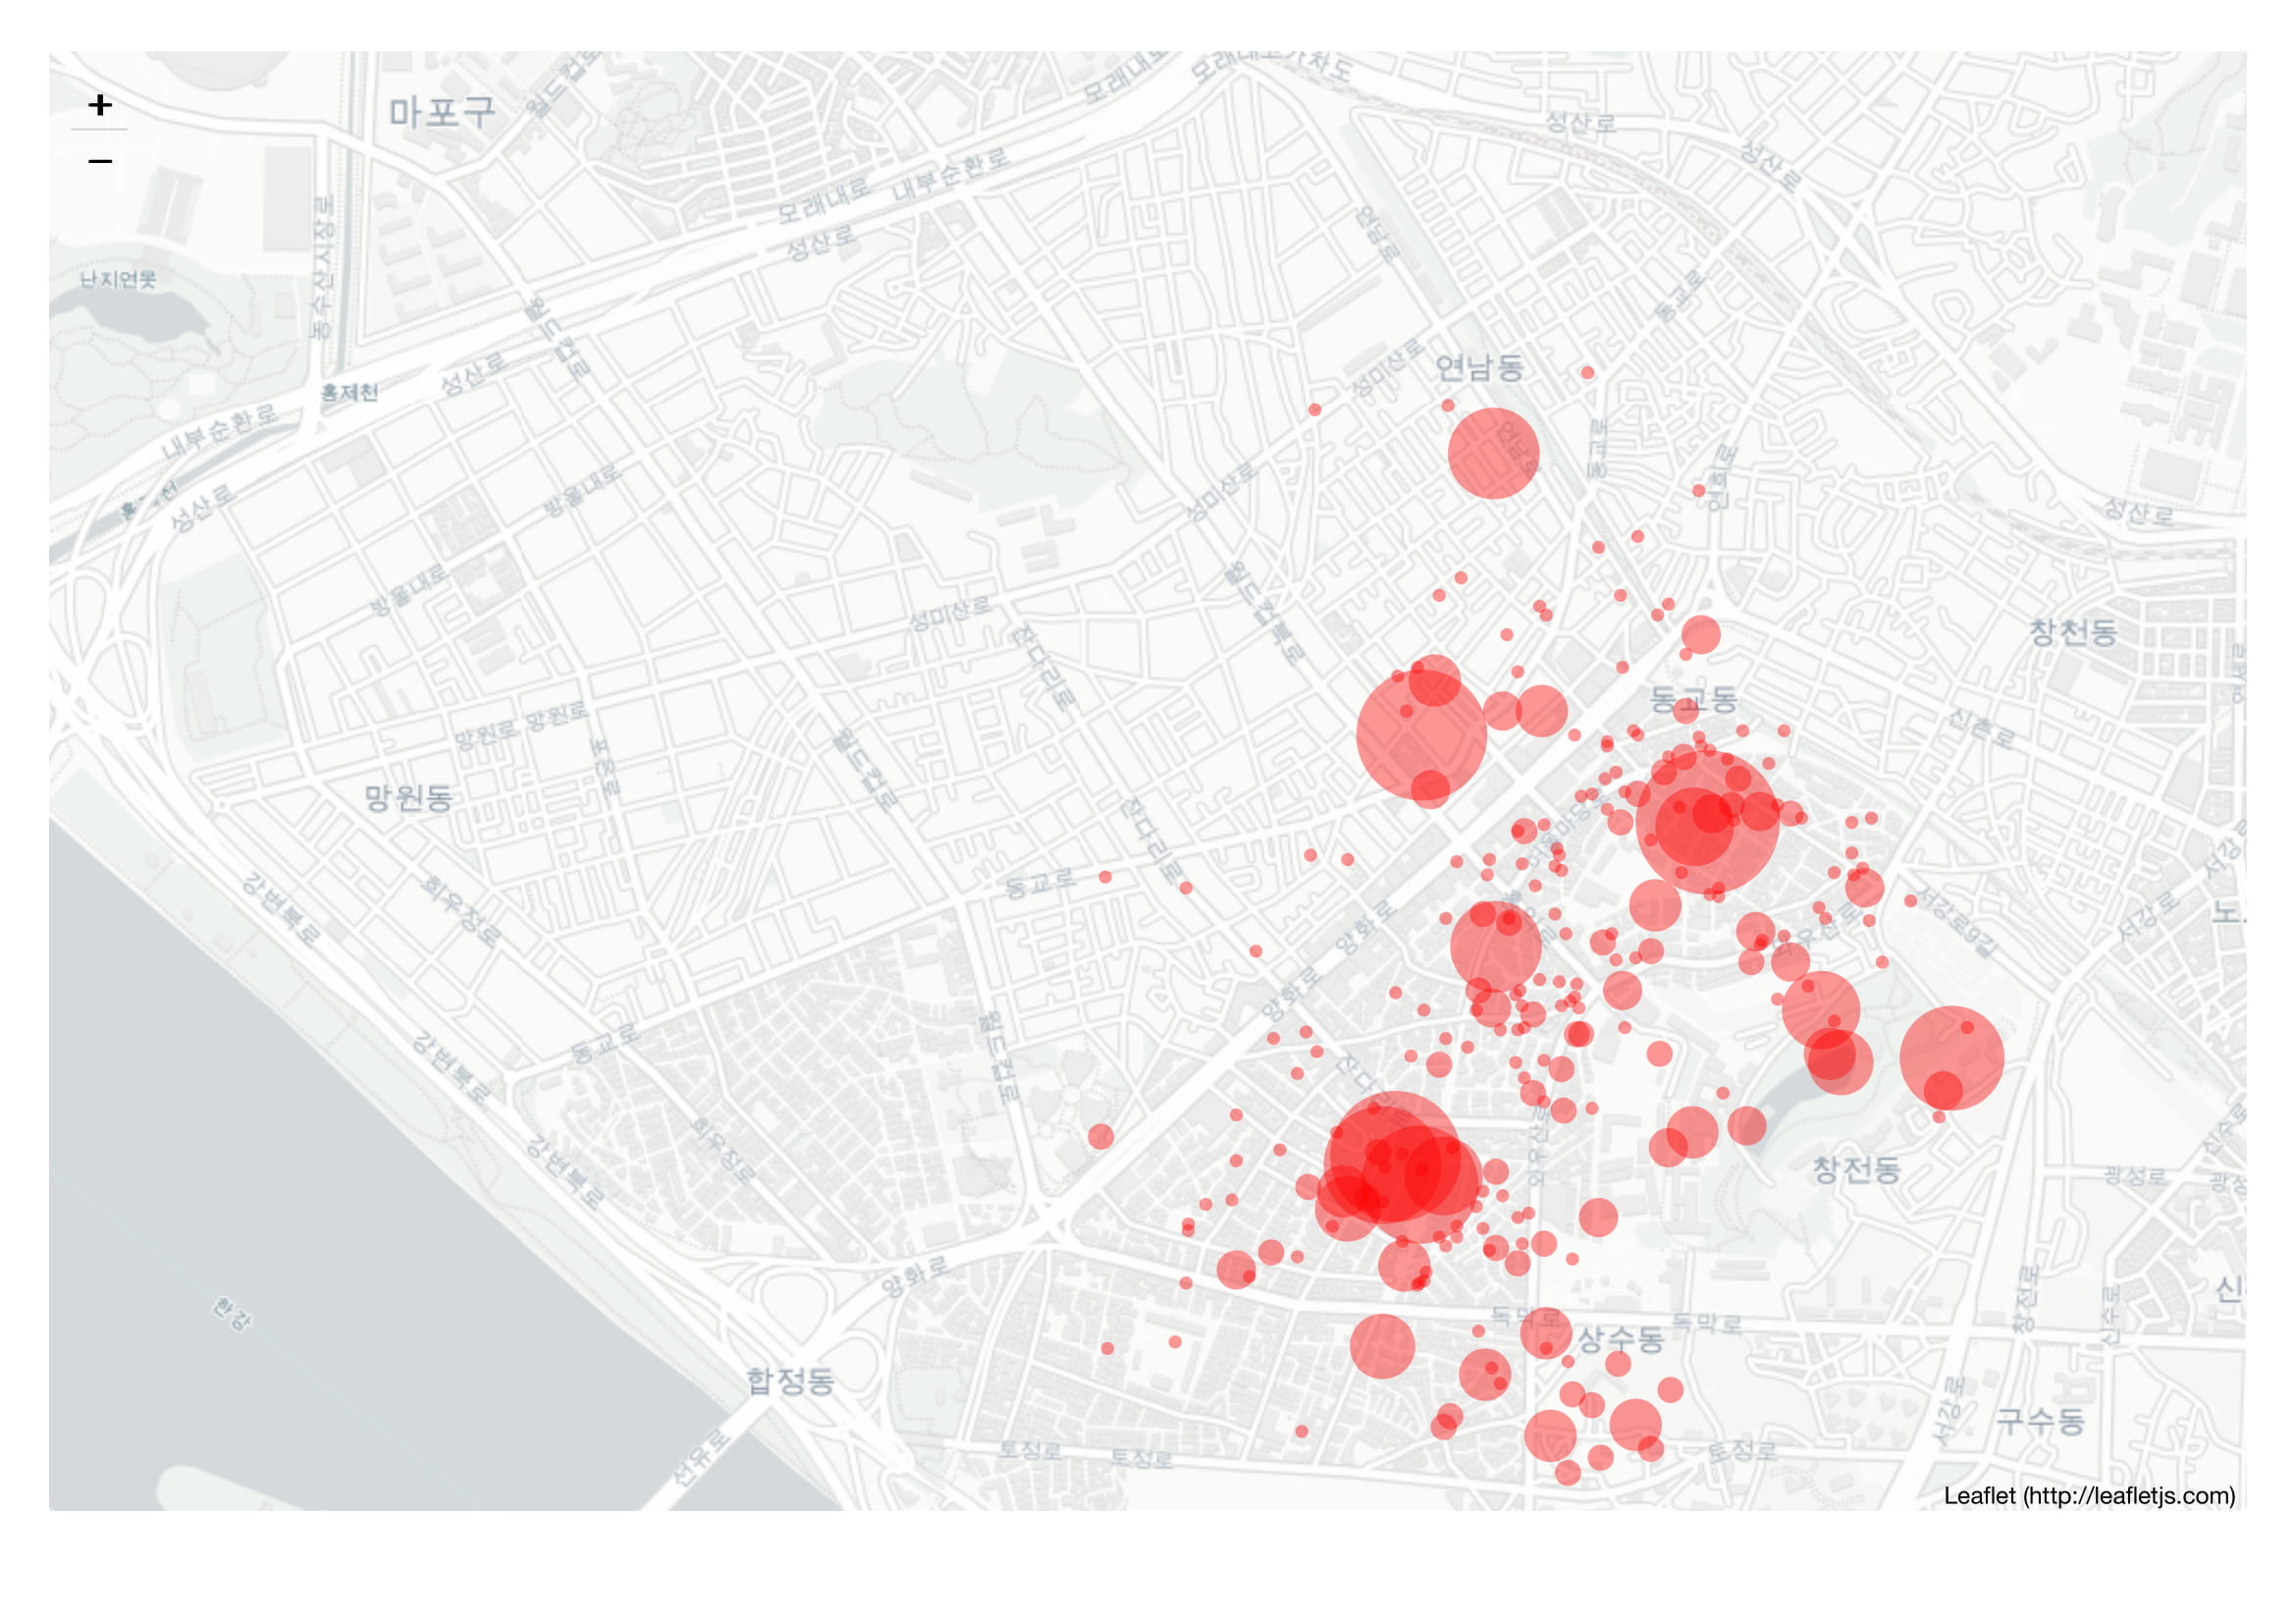 모래내로
모래내고가차도
+
마포구
월드컵로
성산로
성산로
−
내부순환로
모래내로
성산로
연남로
난지연못
동교로
월드컵로
연남동
성미산로
성산로
홍제천
내부순환로
연남로
동교로
연희로
성미산로
방울내로
성산로
성산로
방울내로
월드컵북로
성미산로
창천동
잔다리로
동교동
신촌로
망원로 망원로
포은로
월드컵로
망원동
잔다리로
서강로
동교로
희우정로
강변북로
양화로
서강로9길
서강로
와우산로
양화로
월드컵로
동교로
강변북로
희우정로
와우산로
신수로
강변북로
창전동
광성로
양화로
한강
독막로
상수동
독막로
창전로
신수로
합정동
서강로
구수동
선유로
토정로
토정로
토정로
Leaflet (http://leafletjs.com)